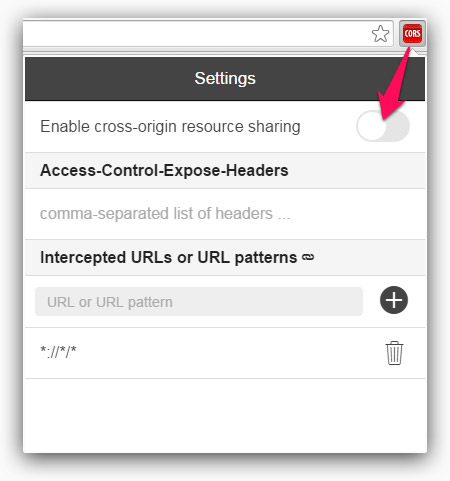 CORS
Settings
Enable cross-origin resource sharing
Access-Control-Expose-Headers
comma-separated list of headers ...
Intercepted URLs or URL patterns
URL or URL pattern
*://*/*